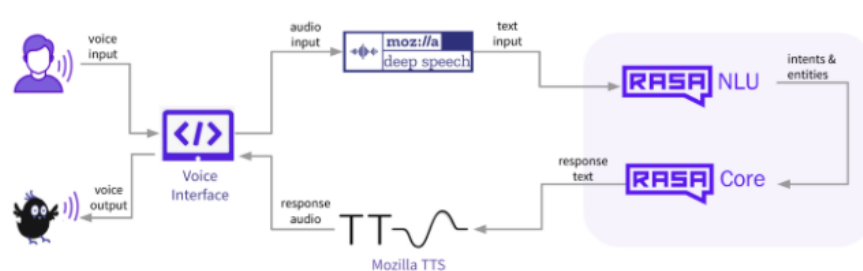 voice
input
audio
input
moz://a
deep speech
text
input
RASA NLU
intents &
entities
</>
Voice
Interface
voice
output
response
audio
TT
Mozilla TTS
response
text
RASA Core